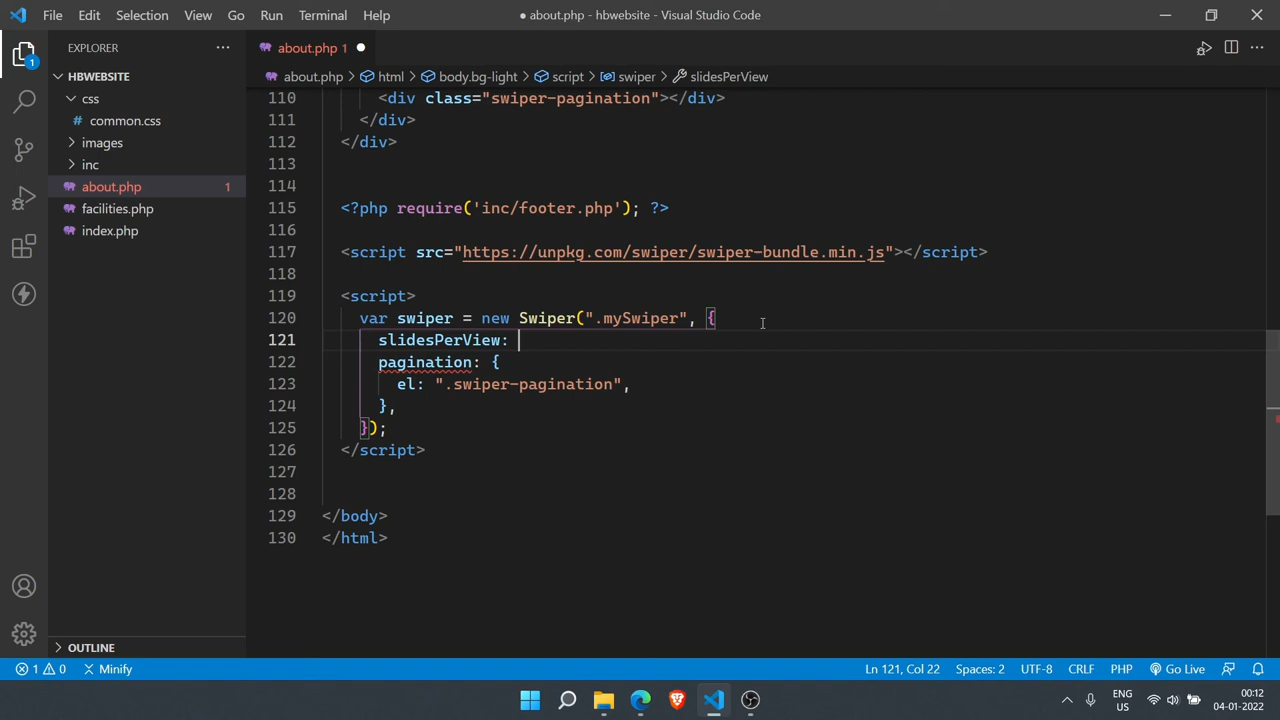 File Edit Selection View Go Run Terminal Help
● about.php - hbwebsite - Visual Studio Code
EXPLORER
about.php 1
HBWEBSITE
about.php > html > body.bg-light > script > swiper > slidesPerView
css
common.css
images
inc
about.php 1
facilities.php
index.php
110 <div class="swiper-pagination"></div>
111 </div>
112 </div>
113
114
115 <?php require('inc/footer.php'); ?>
116
117 <script src="https://unpkg.com/swiper/swiper-bundle.min.js"></script>
118
119 <script>
120 var swiper = new Swiper(".mySwiper", {
121 slidesPerView:
122 pagination: {
123 el: ".swiper-pagination",
124 },
125 });
126 </script>
127
128
129 </body>
130 </html>
1
OUTLINE
1 0 Minify
Ln 121, Col 22 Spaces: 2 UTF-8 CRLF PHP Go Live
ENG
US
00:12
04-01-2022